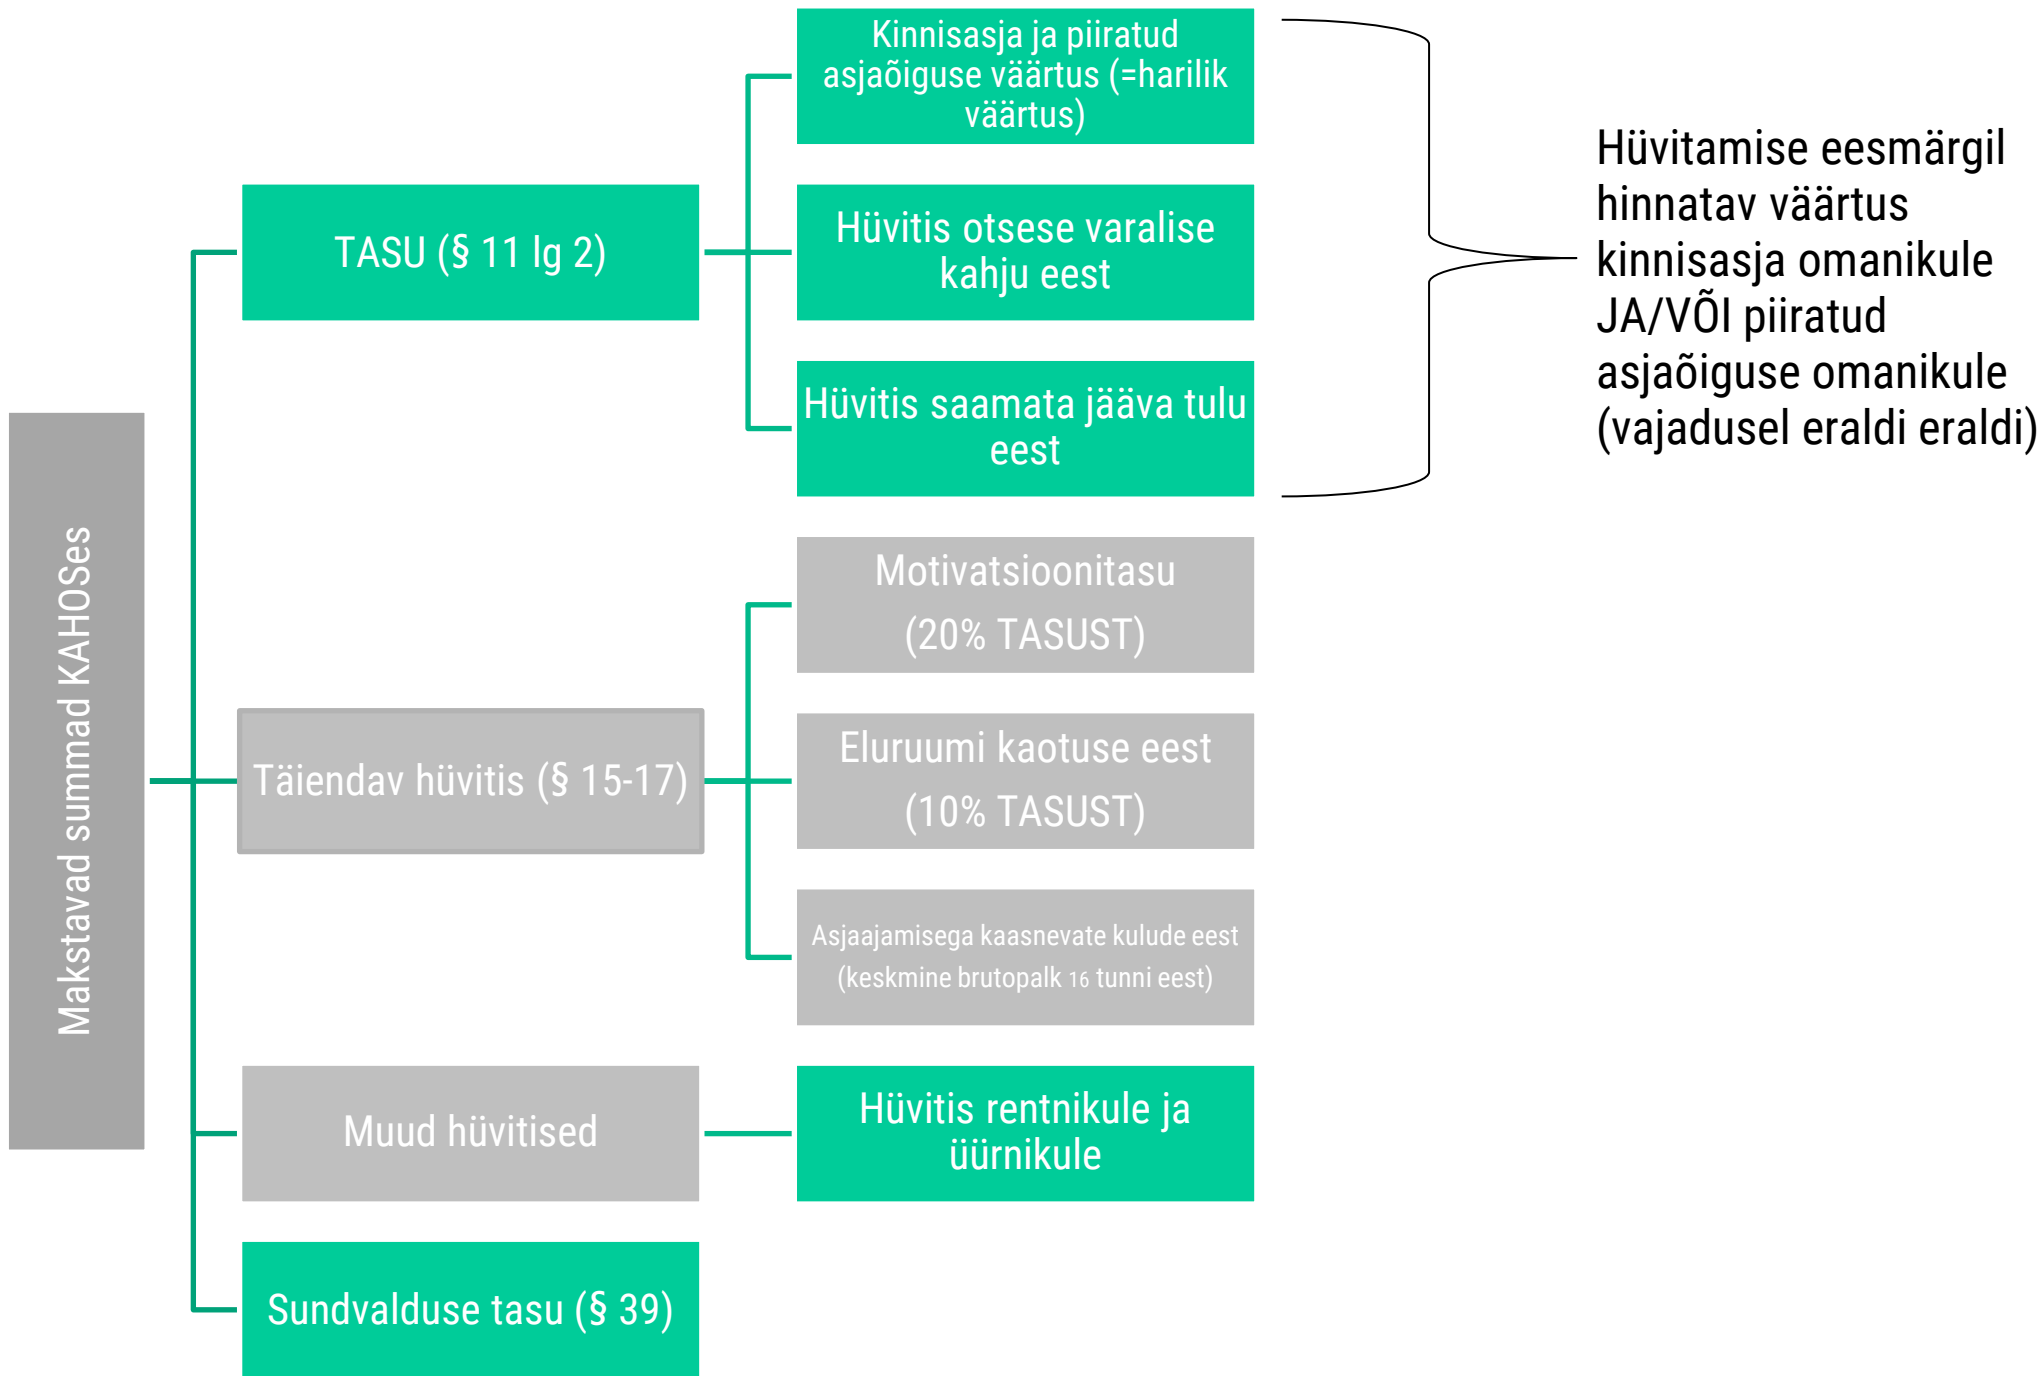 Makstavad summad KAHOSes
TASU (§ 11 lg 2)
Kinnisasja ja piiratud
asjaõiguse väärtus (=harilik
väärtus)
Hüvitis otsese varalise
kahju eest
Hüvitis saamata jääva tulu
eest
Hüvitamise eesmärgil
hinnatav väärtus
kinnisasja omanikule
JA/VÕI piiratud
asjaõiguse omanikule
(vajadusel eraldi eraldi)
Täiendav hüvitis (§ 15-17)
Motivatsioonitasu
(20% TASUST)
Eluruumi kaotuse eest
(10% TASUST)
Asjaajamisega kaasnevate kulude eest
(keskmine brutopalk 16 tunni eest)
Muud hüvitised
Hüvitis rentnikule ja
üürnikule
Sundvalduse tasu (§ 39)